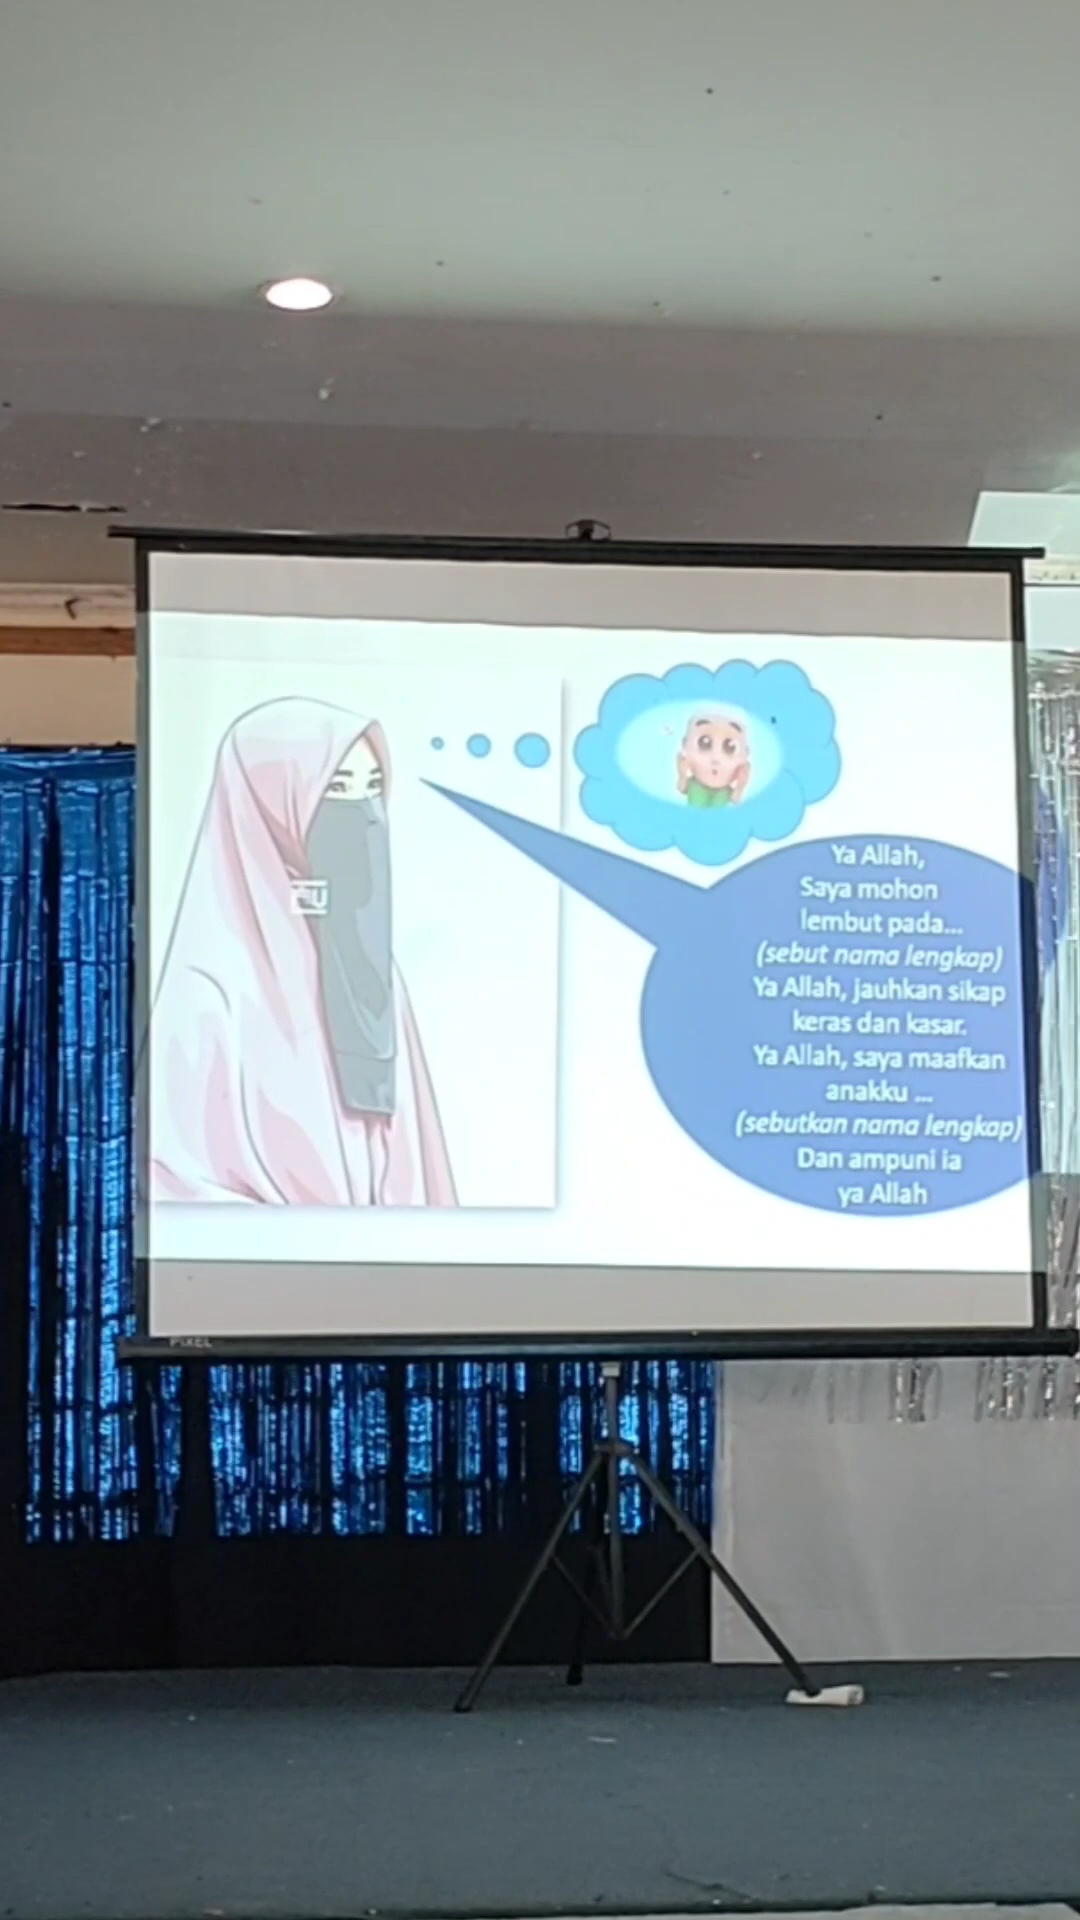 Ya Allah,
Saya mohon
lembut pada...
(sebut nama lengkap)
Ya Allah, jauhkan sikap
keras dan kasar.
Ya Allah, saya maafkan
anakku ...
(sebutkan nama lengkap)
Dan ampuni ia
ya Allah
PIXEL